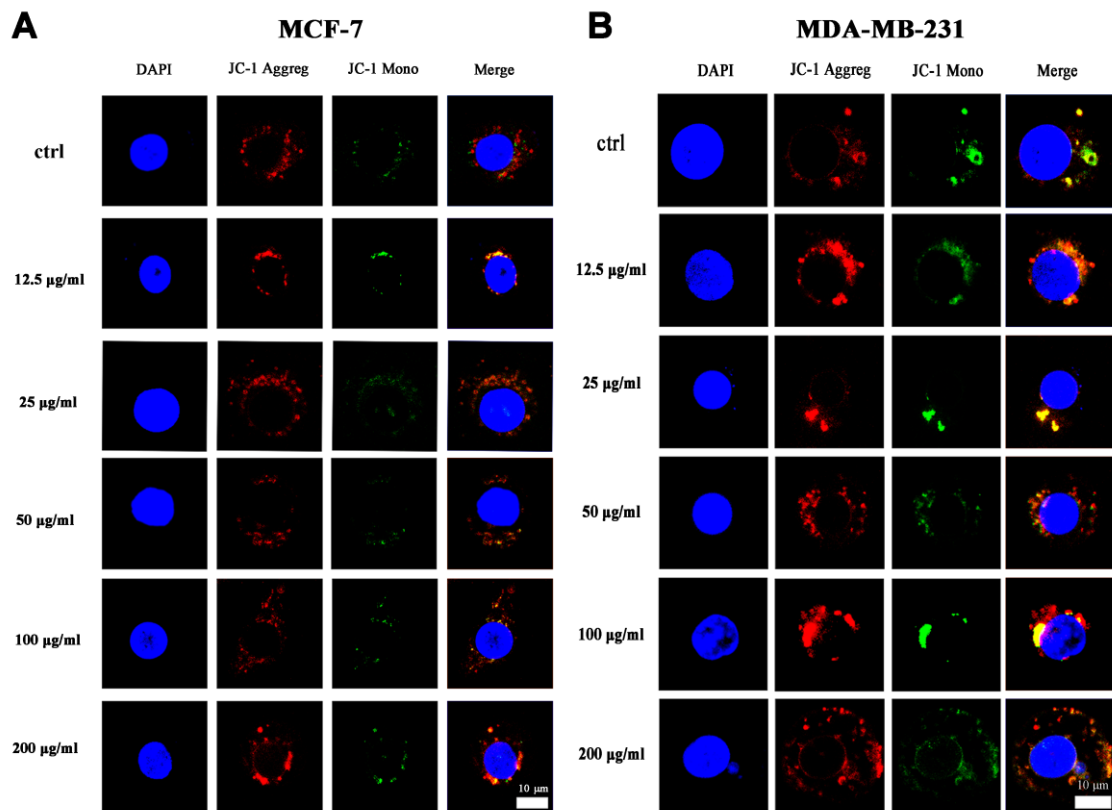 A
MCF-7
DAPI JC-1 Aggreg JC-1 Mono Merge
ctrl
12.5 μg/ml
25 μg/ml
50 μg/ml
100 μg/ml
200 μg/ml
10 μm
B
MDA-MB-231
DAPI JC-1 Aggreg JC-1 Mono Merge
ctrl
12.5 μg/ml
25 μg/ml
50 μg/ml
100 μg/ml
200 μg/ml
10 μm